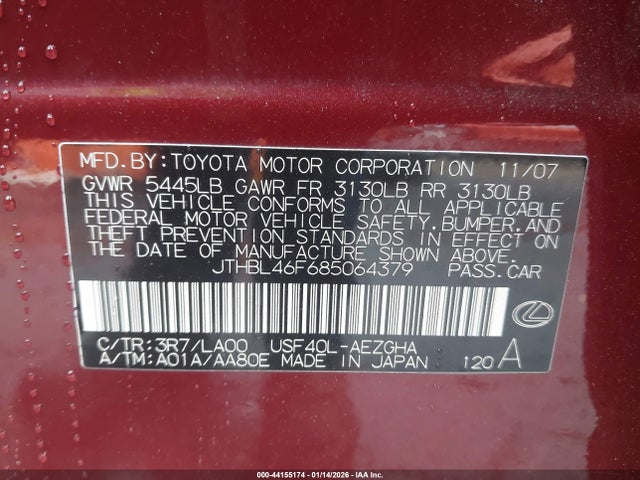 MFD.BY:TOYOTA MOTOR CORPORATION 11/07
GVWR 5445LB GAWR FR 3130LB RR 3130LB
THIS VEHICLE CONFORMS TO ALL APPLICABLE
FEDERAL MOTOR VEHICLE SAFETY,BUMPER,AND
THEFT PREVENTION STANDARDS IN EFFECT ON
THE DATE OF MANUFACTURE SHOWN ABOVE.
JTHBL46F685064379 PASS.CAR
C/TR:3R7/LA00 USF40L-AEZGHA
A/TM:A01A/AA80E MADE IN JAPAN 120 A
000-44155174 | 01/14/2026 | IAA Inc.